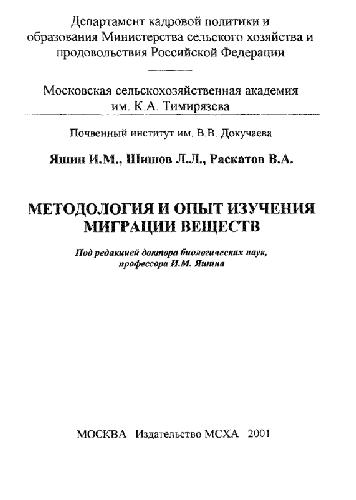 Департамент кадровой политики и
образования Министерства сельского хозяйства и
продовольствия Российской Федерации
Московская сельскохозяйственная академия
им. К.А. Тимирязева
Почвенный институт им. В.В. Докучаева
Яшин И.М., Шишов Л.Л., Раскатов В.А.
МЕТОДОЛОГИЯ И ОПЫТ ИЗУЧЕНИЯ
МИГРАЦИИ ВЕЩЕСТВ
Под редакцией доктора биологических наук,
профессора И.М. Яшина
МОСКВА Издательство МСХА 2001